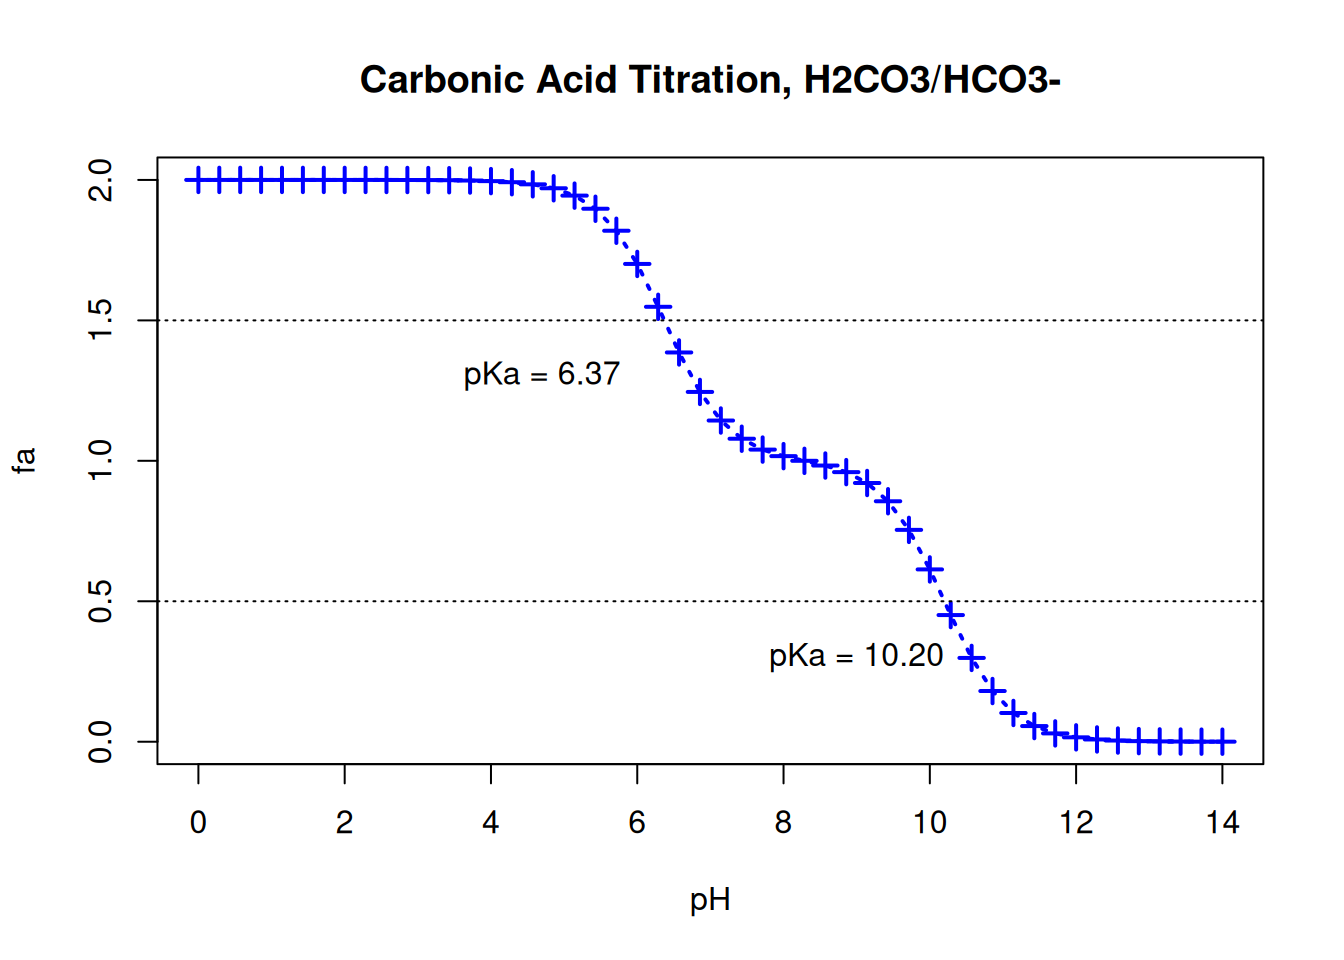 Carbonic Acid Titration, H2CO3/HCO3-
fa
2.0
1.5
1.0
0.5
0.0
pKa = 6.37
pKa = 10.20
0 2 4 6 8 10 12 14
pH